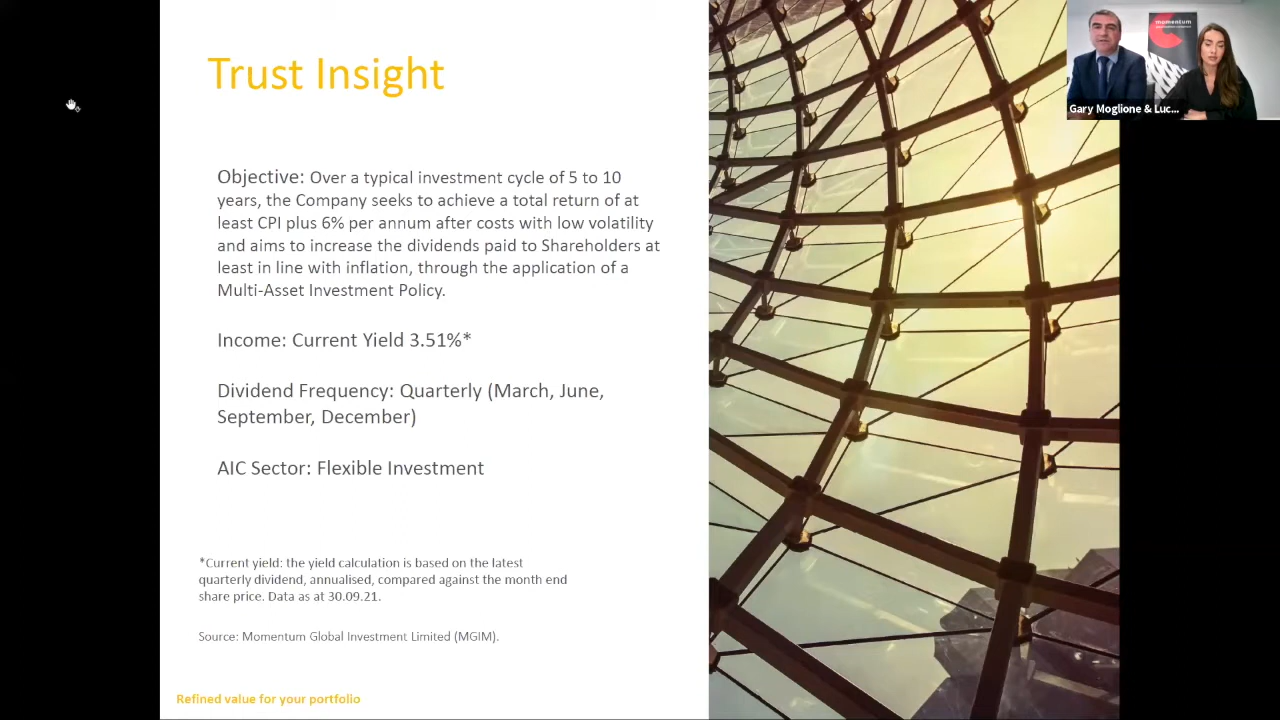 Trust Insight
Objective: Over a typical investment cycle of 5 to 10
years, the Company seeks to achieve a total return of at
least CPI plus 6% per annum after costs with low volatility
and aims to increase the dividends paid to Shareholders at
least in line with inflation, through the application of a
Multi-Asset Investment Policy.
Income: Current Yield 3.51%*
Dividend Frequency: Quarterly (March, June,
September, December)
AIC Sector: Flexible Investment
*Current yield: the yield calculation is based on the latest
quarterly dividend, annualised, compared against the month end
share price. Data as at 30.09.21.
Source: Momentum Global Investment Limited (MGIM).
Refined value for your portfolio
momentum
Gary Moglione & Luc...